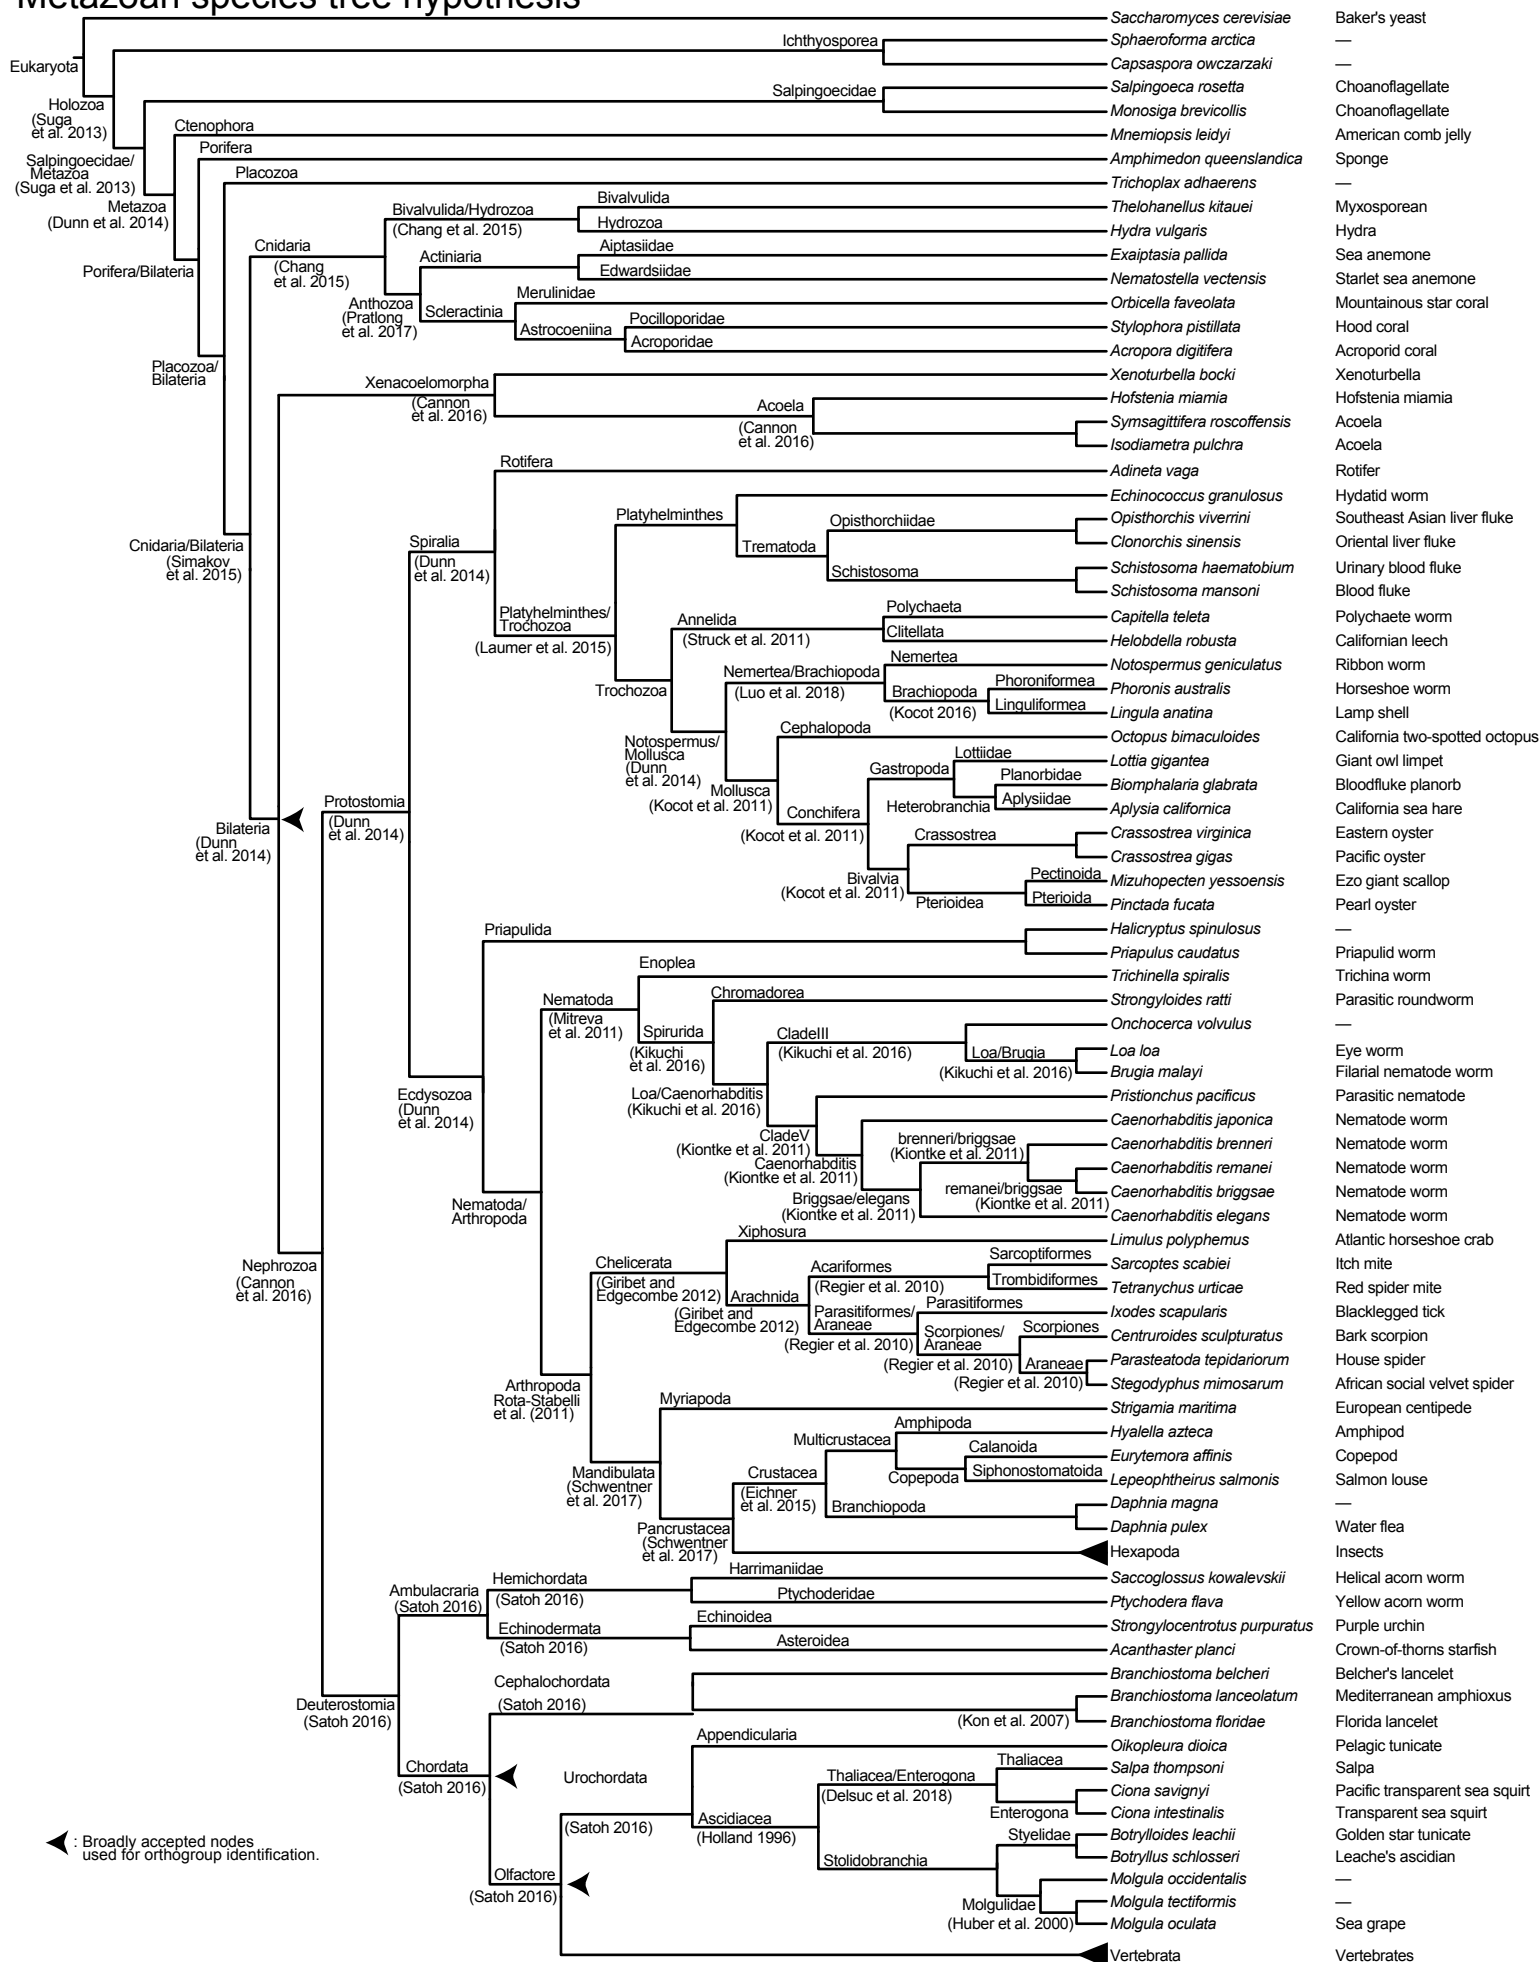 Metazoan species tree hypothesis
Saccharomyces cerevisiae Baker's yeast
Ichthyosporea
Sphaeroforma arctica —
Eukaryota
Capsaspora owczarzaki —
Salpingoecidae
Salpingoeca rosetta Choanoflagellate
Holozoa
(Suga
et al. 2013)
Monosiga brevicollis Choanoflagellate
Ctenophora
Mnemiopsis leidyi American comb jelly
Porifera
Amphimedon queenslandica Sponge
Salpingoecidae/
Metazoa
(Suga et al. 2013)
Placozoa
Trichoplax adhaerens —
Metazoa
(Dunn et al. 2014)
Bivalvulida/Hydrozoa
(Chang et al. 2015)
Bivalvulida
Thelohanellus kitauei Myxosporean
Hydrozoa
Hydra vulgaris Hydra
Cnidaria
(Chang
et al. 2015)
Actiniaria
Aiptasiidae
Exaiptasia pallida Sea anemone
Porifera/Bilateria
Edwardsiidae
Nematostella vectensis Starlet sea anemone
Anthozoa
(Pratlong
et al. 2017)
Scleractinia
Merulinidae
Orbicella faveolata Mountainous star coral
Astrocoeniina
Pocilloporidae
Stylophora pistillata Hood coral
Acroporidae
Acropora digitifera Acroporid coral
Placozoa/
Bilateria
Xenacoelomorpha
(Cannon
et al. 2016)
Xenoturbella bocki Xenoturbella
Hofstenia miamia Hofstenia miamia
Acoela
(Cannon
et al. 2016)
Symsagittifera roscoffensis Acoela
Isodiametra pulchra Acoela
Rotifera
Adineta vaga Rotifer
Echinococcus granulosus Hydatid worm
Platyhelminthes
Opisthorchiidae
Opisthorchis viverrini Southeast Asian liver fluke
Cnidaria/Bilateria
(Simakov
et al. 2015)
Spiralia
(Dunn
et al. 2014)
Trematoda
Clonorchis sinensis Oriental liver fluke
Schistosoma
Schistosoma haematobium Urinary blood fluke
Schistosoma mansoni Blood fluke
Platyhelminthes/
Trochozoa
(Laumer et al. 2015)
Annelida
(Struck et al. 2011)
Polychaeta
Capitella teleta Polychaete worm
Clitellata
Helobdella robusta Californian leech
Nemertea
Notospermus geniculatus Ribbon worm
Nemertea/Brachiopoda
(Luo et al. 2018)
Trochozoa
Brachiopoda
(Kocot 2016)
Phoroniformea
Phoronis australis Horseshoe worm
Linguliformea
Lingula anatina Lamp shell
Cephalopoda
Octopus bimaculoides California two-spotted octopus
Notospermus/
Mollusca
(Dunn
et al. 2014)
Lottiidae
Lottia gigantea Giant owl limpet
Gastropoda
Planorbidae
Biomphalaria glabrata Bloodfluke planorb
Mollusca
(Kocot et al. 2011)
Heterobranchia
Aplysiidae
Aplysia californica California sea hare
Protostomia
(Dunn
et al. 2014)
Conchifera
(Kocot et al. 2011)
Crassostrea
Crassostrea virginica Eastern oyster
Bilateria
(Dunn
et al. 2014)
Crassostrea gigas Pacific oyster
Bivalvia
(Kocot et al. 2011)
Pectinoida
Mizuhopecten yessoensis Ezo giant scallop
Pterioidea
Pterioida
Pinctada fucata Pearl oyster
Priapulida
Halicryptus spinulosus —
Priapulus caudatus Priapulid worm
Enoplea
Trichinella spiralis Trichina worm
Nematoda
(Mitreva
et al. 2011)
Chromadorea
Strongyloides ratti Parasitic roundworm
Spirurida
(Kikuchi
et al. 2016)
CladeIII
(Kikuchi et al. 2016)
Onchocerca volvulus —
Loa/Brugia
(Kikuchi et al. 2016)
Loa loa Eye worm
Brugia malayi Filarial nematode worm
Ecdysozoa
(Dunn
et al. 2014)
Loa/Caenorhabditis
(Kikuchi et al. 2016)
Pristionchus pacificus Parasitic nematode
CladeV
(Kiontke et al. 2011)
Caenorhabditis japonica Nematode worm
Caenorhabditis
(Kiontke et al. 2011)
brenneri/briggsae
(Kiontke et al. 2011)
Caenorhabditis brenneri Nematode worm
Caenorhabditis remanei Nematode worm
remanei/briggsae
(Kiontke et al. 2011)
Caenorhabditis briggsae Nematode worm
Briggsae/elegans
(Kiontke et al. 2011)
Caenorhabditis elegans Nematode worm
Nematoda/
Arthropoda
Xiphosura
Limulus polyphemus Atlantic horseshoe crab
Nephrozoa
(Cannon
et al. 2016)
Chelicerata
(Giribet and
Edgecombe 2012)
Acariformes
(Regier et al. 2010)
Sarcoptiformes
Sarcoptes scabiei Itch mite
Trombidiformes
Tetranychus urticae Red spider mite
Arachnida
(Giribet and
Edgecombe 2012)
Parasitiformes/
Araneae
(Regier et al. 2010)
Parasitiformes
Ixodes scapularis Blacklegged tick
Scorpiones/
Araneae
(Regier et al. 2010)
Scorpiones
Centruroides sculpturatus Bark scorpion
Araneae
(Regier et al. 2010)
Parasteatoda tepidariorum House spider
Stegodyphus mimosarum African social velvet spider
Arthropoda
Rota-Stabelli
et al. (2011)
Myriapoda
Strigamia maritima European centipede
Amphipoda
Hyalella azteca Amphipod
Multicrustacea
Calanoida
Eurytemora affinis Copepod
Copepoda
Siphonostomatoida
Lepeophtheirus salmonis Salmon louse
Mandibulata
(Schwentner
et al. 2017)
Crustacea
(Eichner
et al. 2015)
Branchiopoda
Daphnia magna —
Daphnia pulex Water flea
Pancrustacea
(Schwentner
et al. 2017)
Hexapoda Insects
Hemichordata
(Satoh 2016)
Harrimaniidae
Saccoglossus kowalevskii Helical acorn worm
Ambulacraria
(Satoh 2016)
Ptychoderidae
Ptychodera flava Yellow acorn worm
Echinodermata
(Satoh 2016)
Echinoidea
Strongylocentrotus purpuratus Purple urchin
Asteroidea
Acanthaster planci Crown-of-thorns starfish
Cephalochordata
(Satoh 2016)
Branchiostoma belcheri Belcher's lancelet
Deuterostomia
(Satoh 2016)
Branchiostoma lanceolatum Mediterranean amphioxus
(Kon et al. 2007)
Branchiostoma floridae Florida lancelet
Appendicularia
Oikopleura dioica Pelagic tunicate
Chordata
(Satoh 2016)
Urochordata
(Satoh 2016)
Thaliacea/Enterogona
(Delsuc et al. 2018)
Thaliacea
Salpa thompsoni Salpa
Ciona savignyi Pacific transparent sea squirt
Enterogona
Ciona intestinalis Transparent sea squirt
Ascidiacea
(Holland 1996)
Styelidae
Botrylloides leachii Golden star tunicate
Stolidobranchia
Botryllus schlosseri Leache's ascidian
: Broadly accepted nodes
used for orthogroup identification.
Olfactore
(Satoh 2016)
Molgula occidentalis —
Molgulidae
(Huber et al. 2000)
Molgula tectiformis —
Molgula oculata Sea grape
Vertebrata Vertebrates